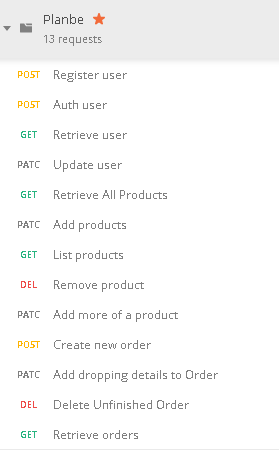 Planbe
13 requests
POST Register user
POST Auth user
GET Retrieve user
PATC Update user
GET Retrieve All Products
PATC Add products
GET List products
DEL Remove product
PATC Add more of a product
POST Create new order
PATC Add dropping details to Order
DEL Delete Unfinished Order
GET Retrieve orders